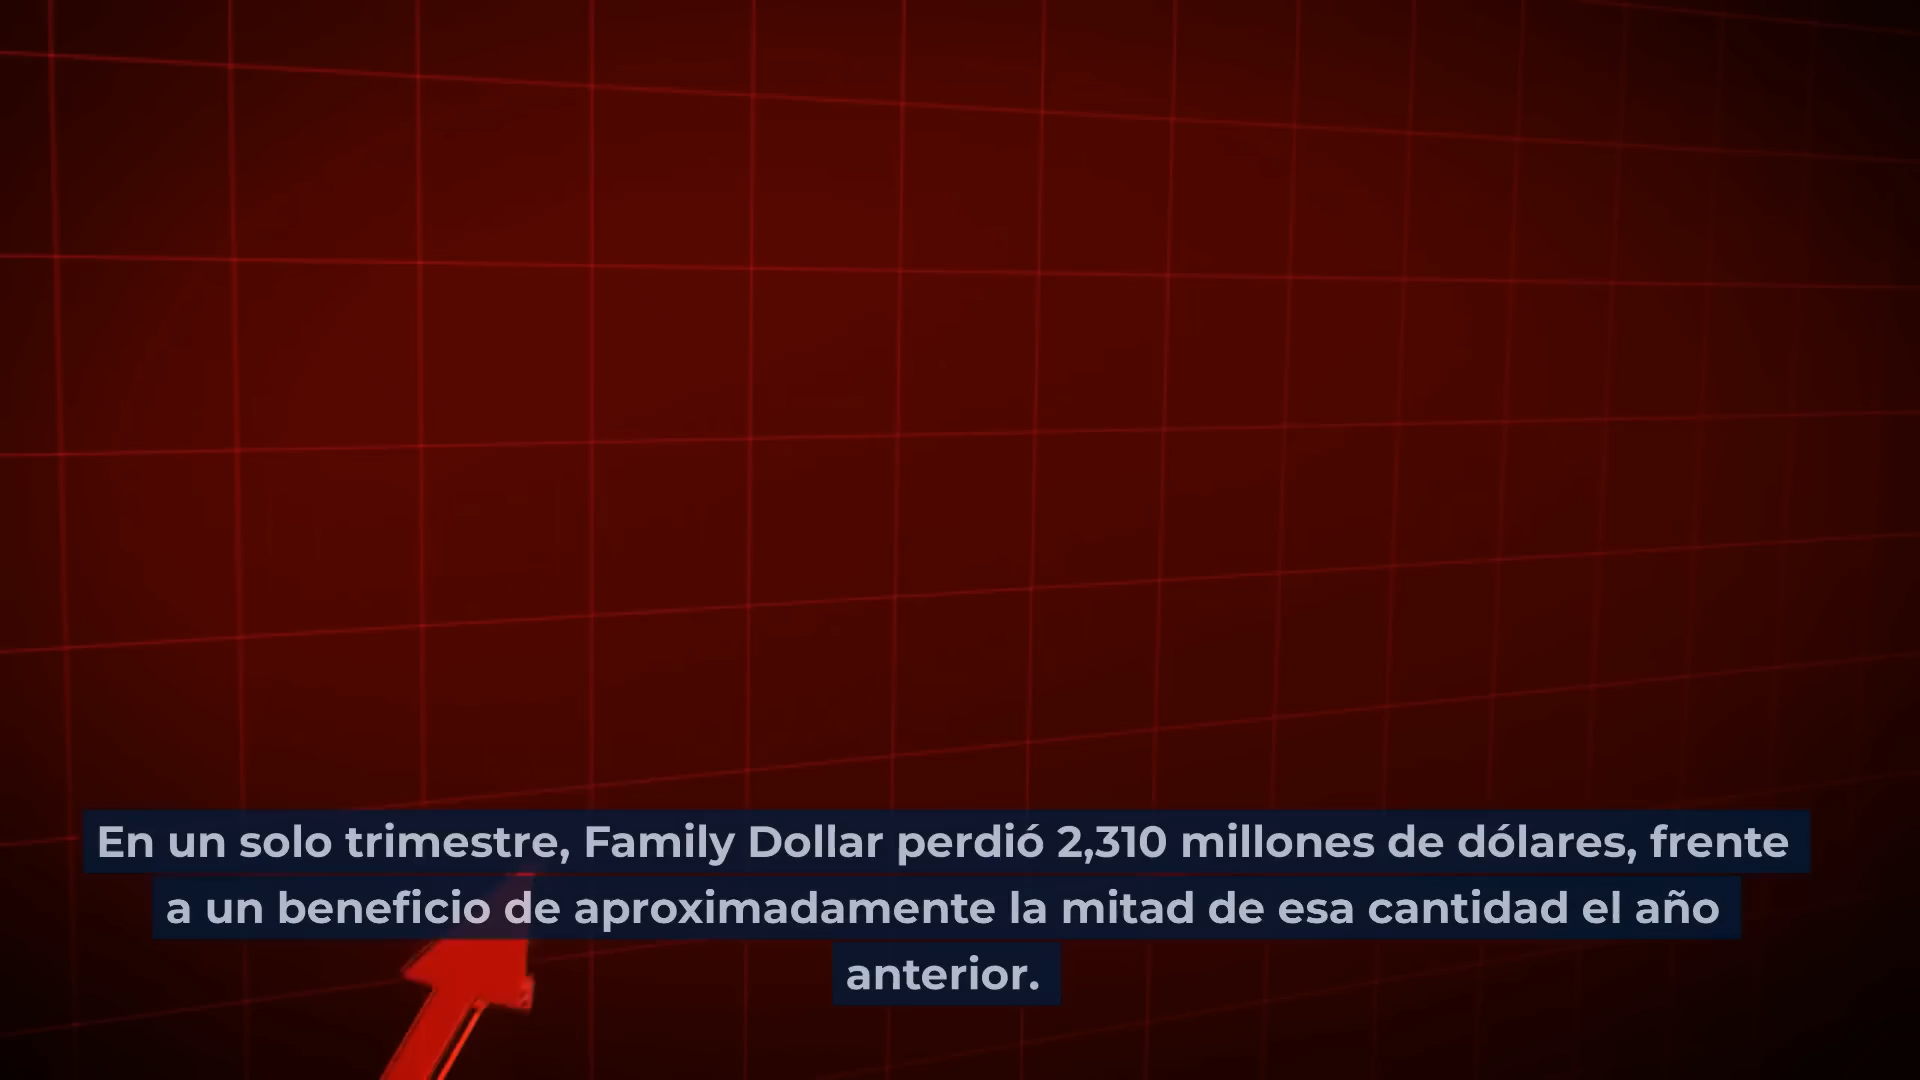 En un solo trimestre, Family Dollar perdió 2,310 millones de dólares, frente
a un beneficio de aproximadamente la mitad de esa cantidad el año
anterior.